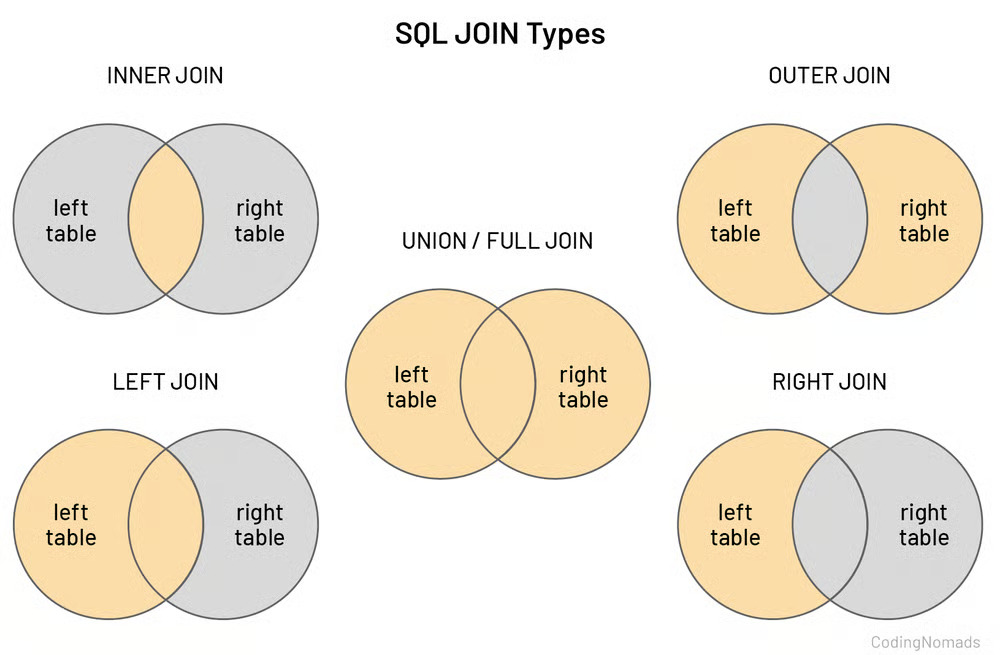 SQL JOIN Types
INNER JOIN
left
table
right
table
OUTER JOIN
left
table
right
table
UNION / FULL JOIN
left
table
right
table
LEFT JOIN
left
table
right
table
RIGHT JOIN
left
table
right
table
CodingNomads